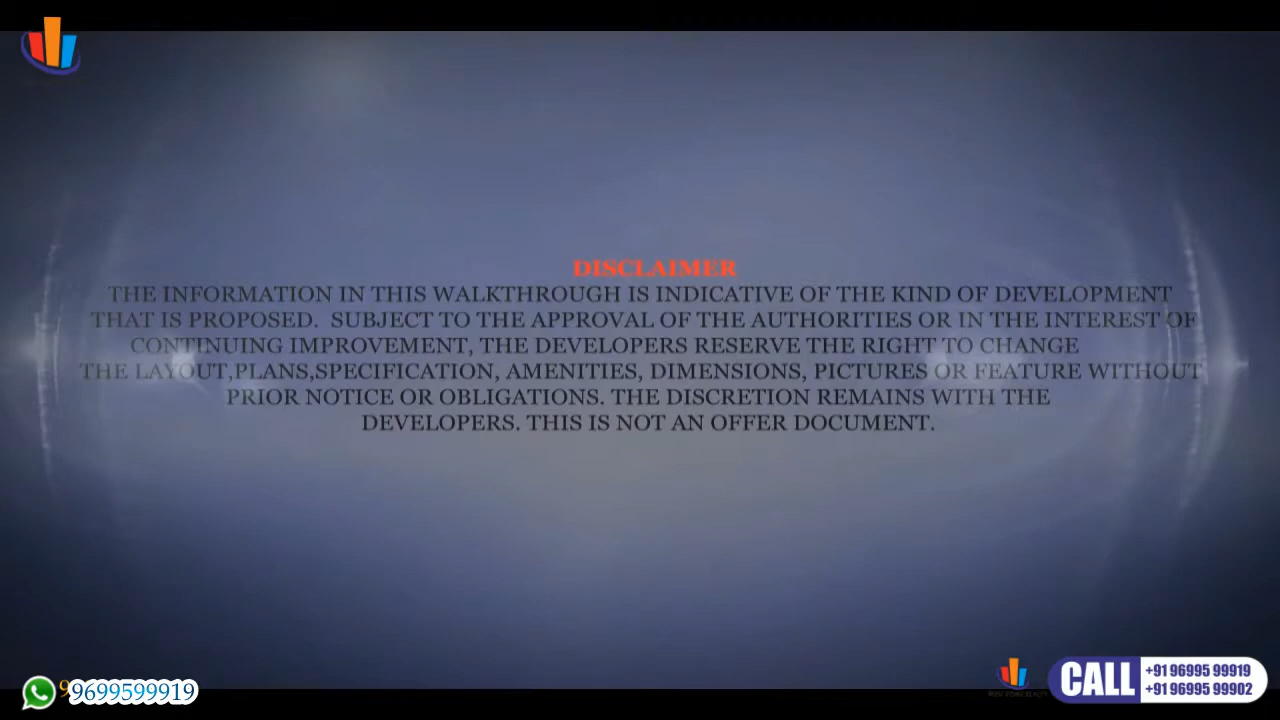 DISCLAIMER
THE INFORMATION IN THIS WALKTHROUGH IS INDICATIVE OF THE KIND OF DEVELOPMENT
THAT IS PROPOSED.  SUBJECT TO THE APPROVAL OF THE AUTHORITIES OR IN THE INTEREST OF
CONTINUING IMPROVEMENT, THE DEVELOPERS RESERVE THE RIGHT TO CHANGE
THE LAYOUT,PLANS,SPECIFICATION, AMENITIES, DIMENSIONS, PICTURES OR FEATURE WITHOUT
PRIOR NOTICE OR OBLIGATIONS. THE DISCRETION REMAINS WITH THE
DEVELOPERS. THIS IS NOT AN OFFER DOCUMENT.
9699599919
CALL
+91 96995 99919
+91 96995 99902